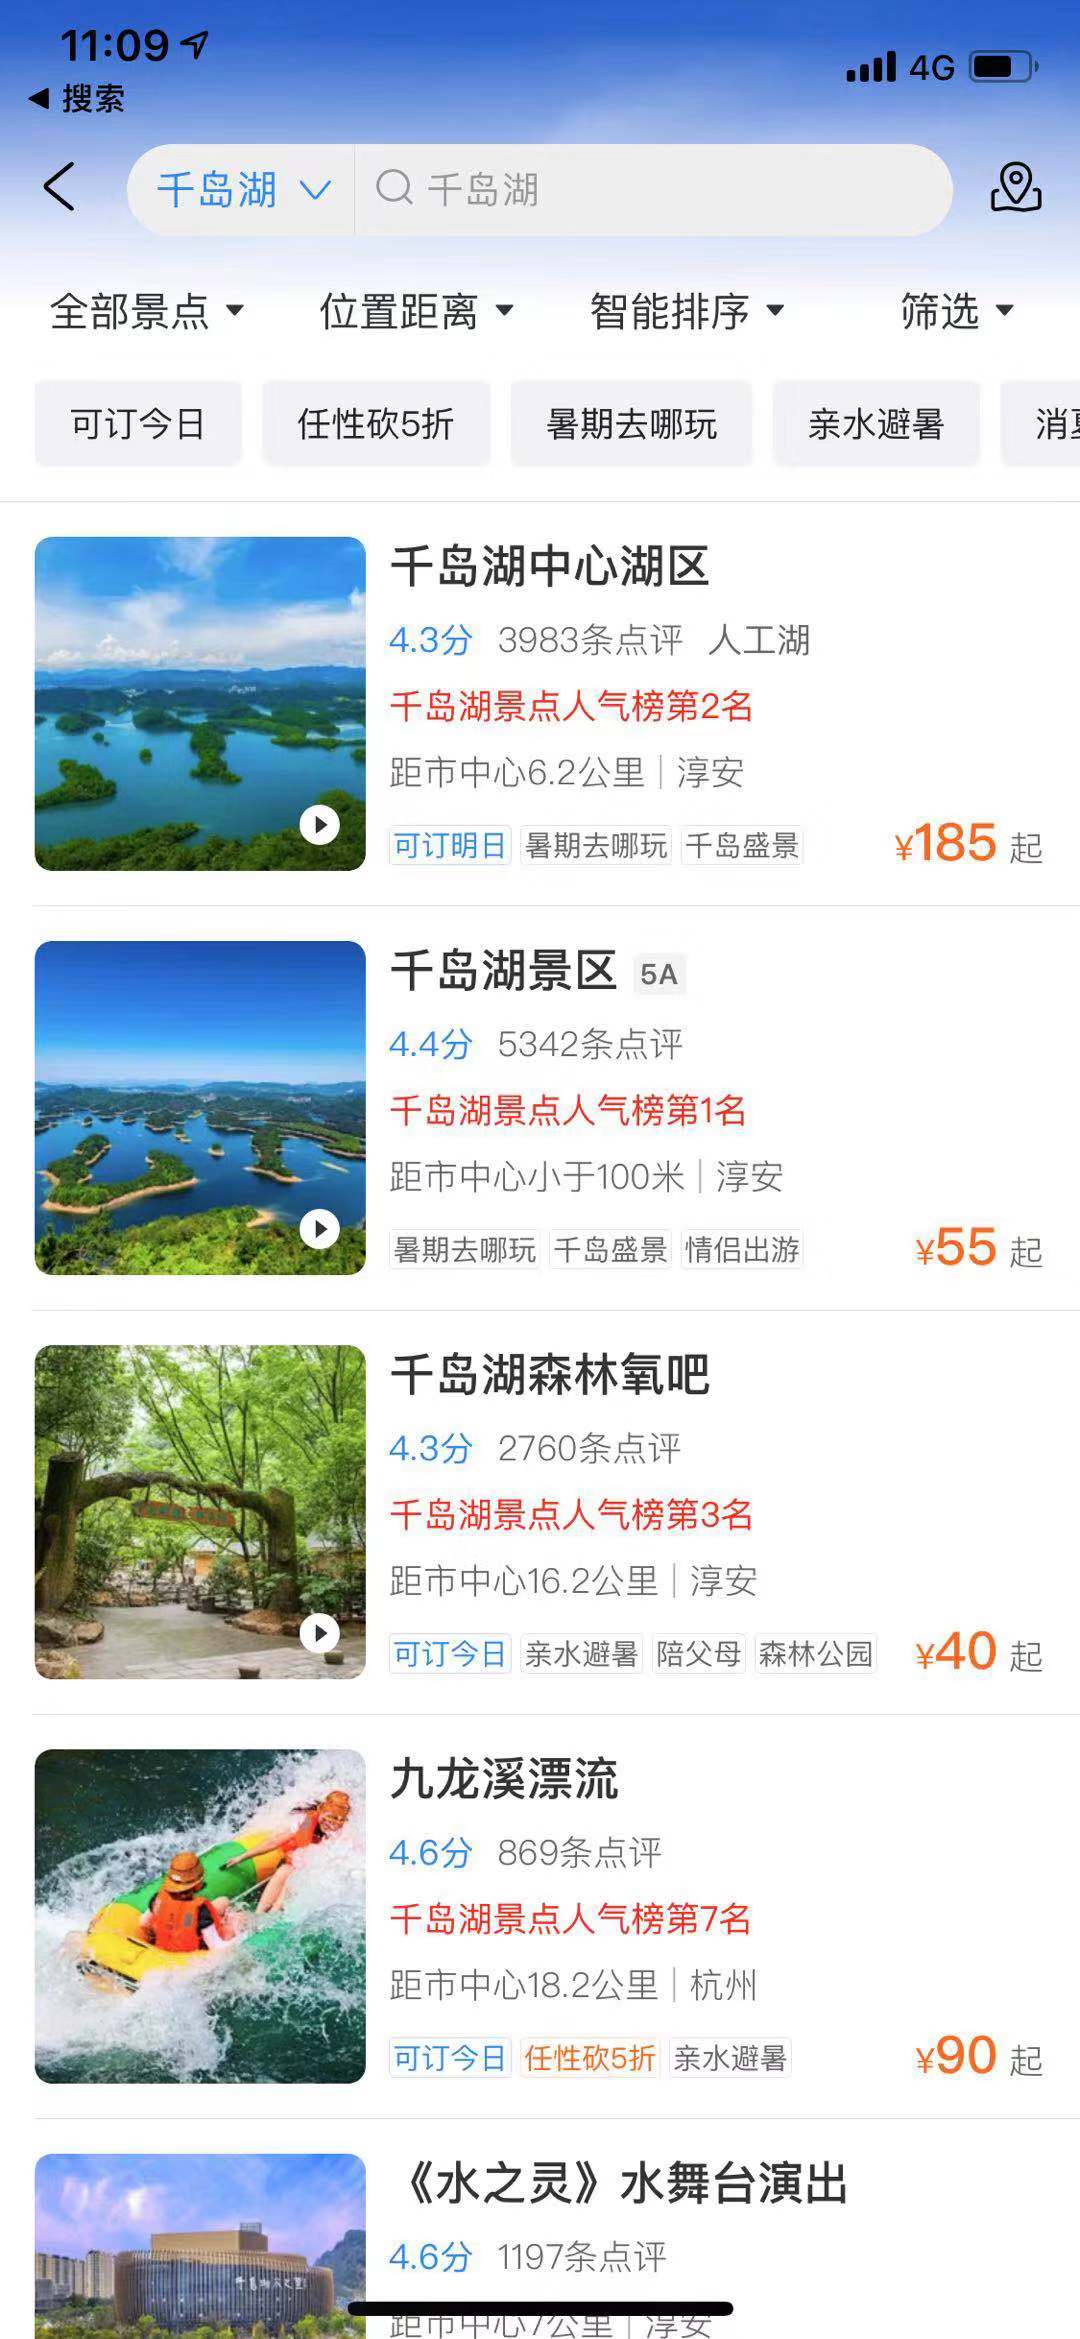 11:09
4G
搜索
千岛湖
千岛湖
全部景点
位置距离
智能排序
筛选
可订今日
任性砍5折
暑期去哪玩
亲水避暑
消夏
千岛湖中心湖区
4.3分 3983条点评 人工湖
千岛湖景点人气榜第2名
距市中心6.2公里 | 淳安
可订明日 暑期去哪玩 千岛盛景
¥185 起
千岛湖景区 5A
4.4分 5342条点评
千岛湖景点人气榜第1名
距市中心小于100米 | 淳安
暑期去哪玩 千岛盛景 情侣出游
¥55 起
千岛湖森林氧吧
4.3分 2760条点评
千岛湖景点人气榜第3名
距市中心16.2公里 | 淳安
可订今日 亲水避暑 陪父母 森林公园
¥40 起
九龙溪漂流
4.6分 869条点评
千岛湖景点人气榜第7名
距市中心18.2公里 | 杭州
可订今日 任性砍5折 亲水避暑
¥90 起
《水之灵》水舞台演出
4.6分 1197条点评
距市中心7公里 | 淳安